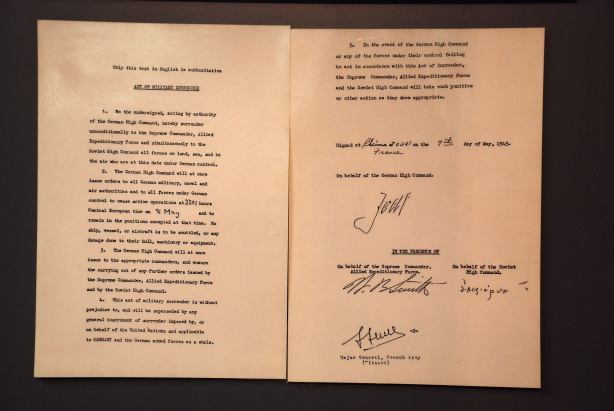 Only this text in English is authoritative
ACT OF MILITARY SURRENDER
1. We the undersigned, acting by authority
of the German High Command, hereby surrender
unconditionally to the Supreme Commander, Allied
Expeditionary Force and simultaneously to the
Soviet High Command all forces on land, sea, and in
the air who are at this date under German control.
2. The German High Command will at once
issue orders to all German military, naval and
air authorities and to all forces under German
control to cease active operations at 2301 hours
Central European time on 8 May and to
remain in the positions occupied at that time. No
ship, vessel, or aircraft is to be scuttled, or any
damage done to their hull, machinery or equipment.
3. The German High Command will at once
issue to the appropriate commanders, and ensure
the carrying out of any further orders issued by
the Supreme Commander, Allied Expeditionary Force
and by the Soviet High Command.
4. This act of military surrender is without
prejudice to, and will be superseded by any
general instrument of surrender imposed by, or
on behalf of the United Nations and applicable
to GERMANY and the German armed forces as a whole.
5. In the event of the German High Command
or any of the forces under their control failing
to act in accordance with this Act of Surrender,
the Supreme Commander, Allied Expeditionary Force
and the Soviet High Command will take such punitive
or other action as they deem appropriate.
Signed at Rheims at 0241 on the 7th day of May, 1945.
France
On behalf of the German High Command.
Jodl
IN THE PRESENCE OF
On behalf of the Supreme Commander,
Allied Expeditionary Force.
On behalf of the Soviet
High Command.
W. B. Smith
Major General, French Army
(Witness)